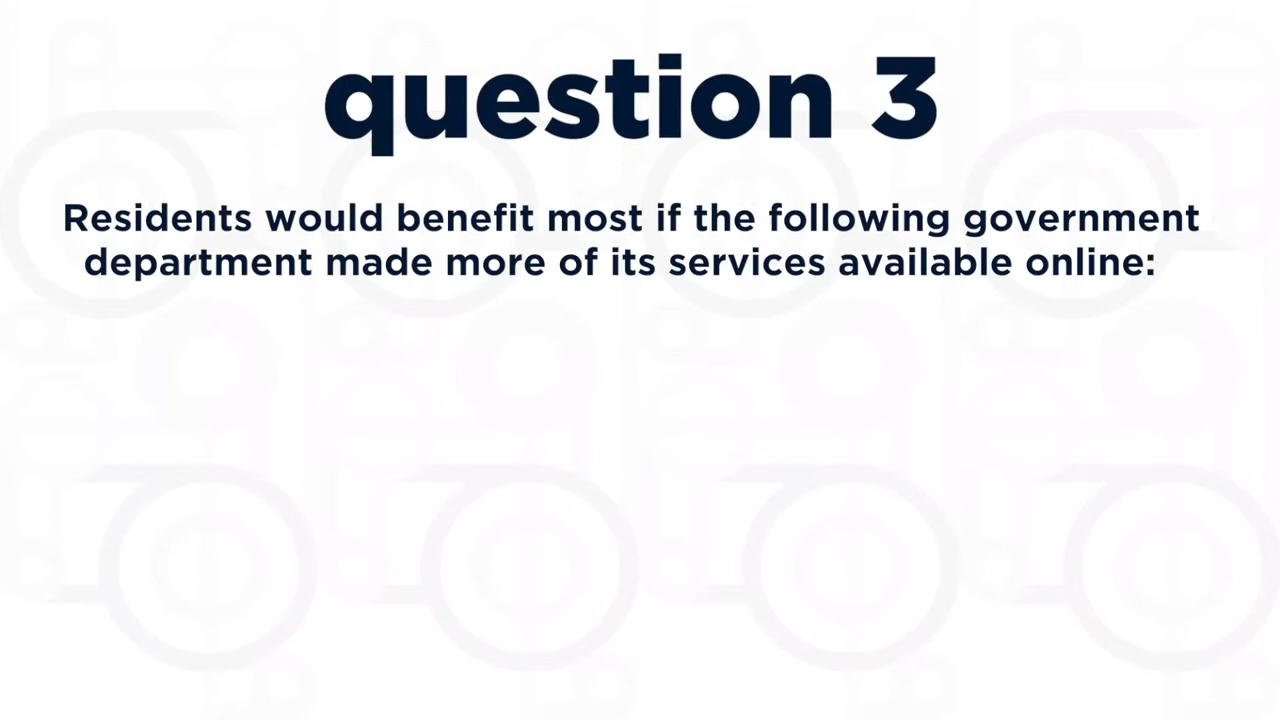 question 3
Residents would benefit most if the following government
department made more of its services available online: